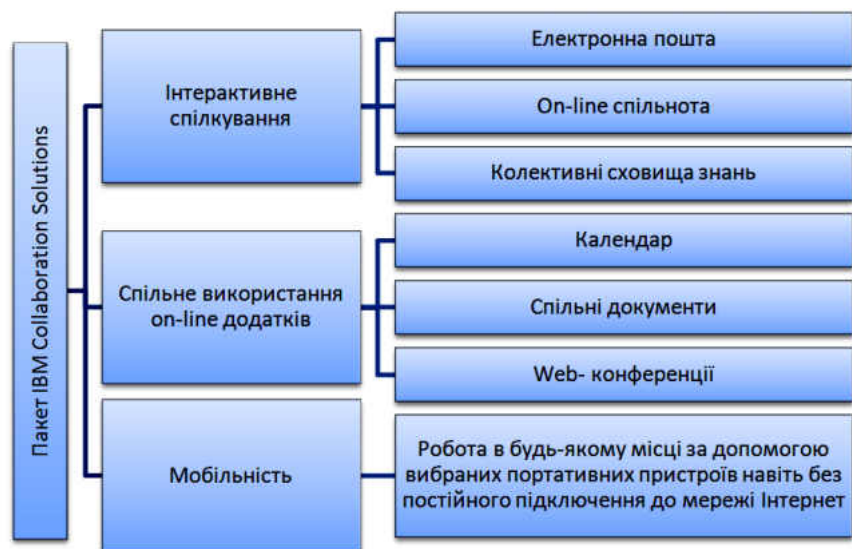 Пакет IBM Collaboration Solutions
Інтерактивне
спілкування
Електронна пошта
On-line спільнота
Колективні сховища знань
Спільне використання
on-line додатків
Календар
Спільні документи
Web- конференції
Мобільність
Робота в будь-якому місці за допомогою
вибраних портативних пристроїв навіть без
постійного підключення до мережі Інтернет